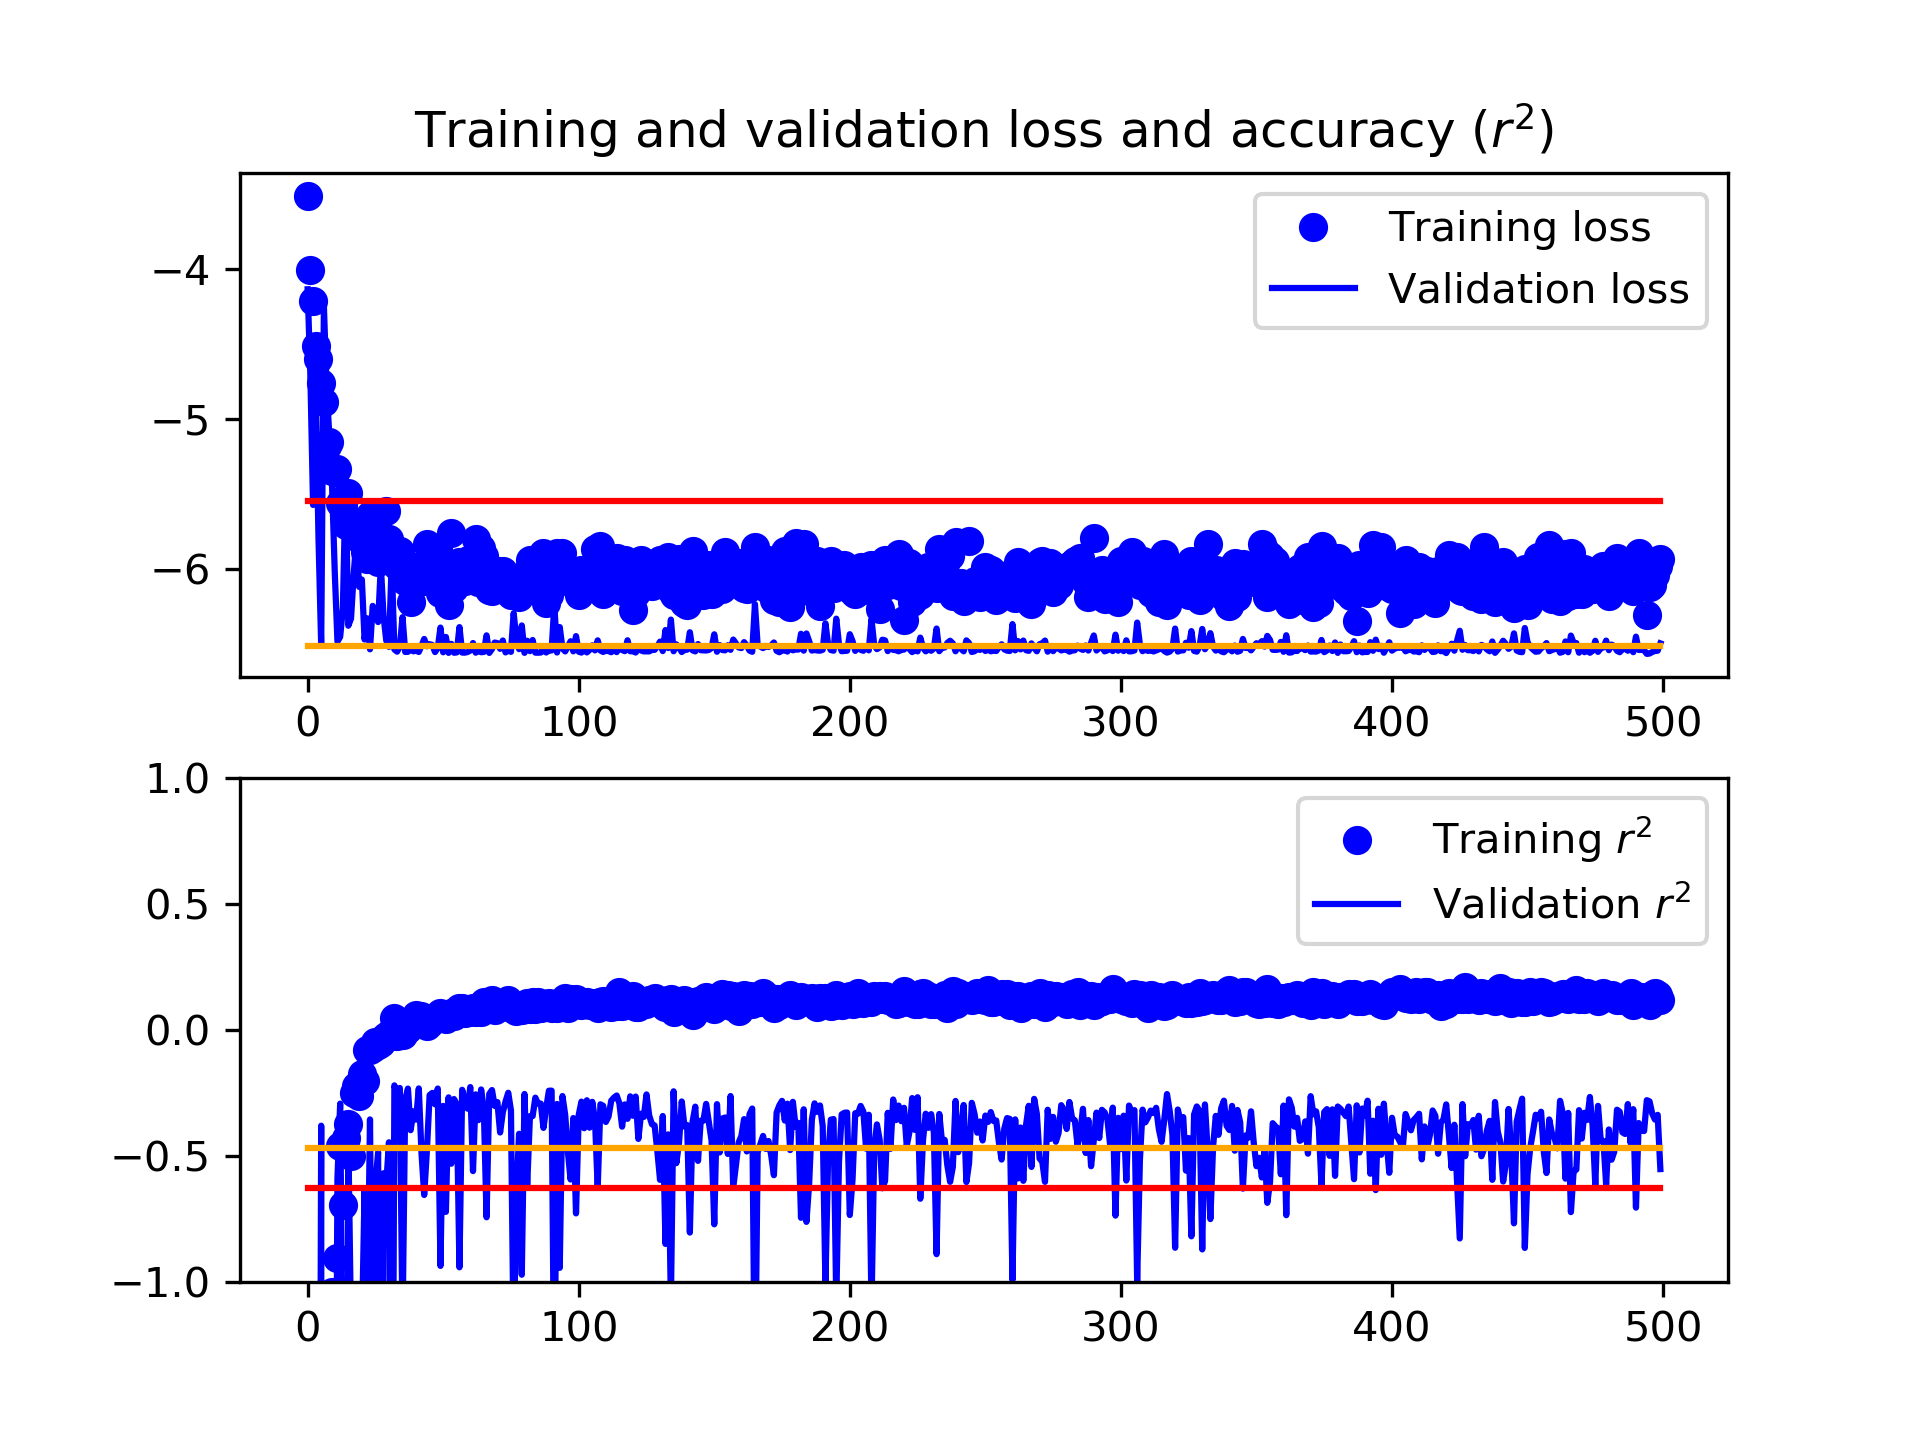 Training and validation loss and accuracy (r²)
Training loss
Validation loss
−4
−5
−6
0 100 200 300 400 500
Training r²
Validation r²
1.0
0.5
0.0
−0.5
−1.0
0 100 200 300 400 500